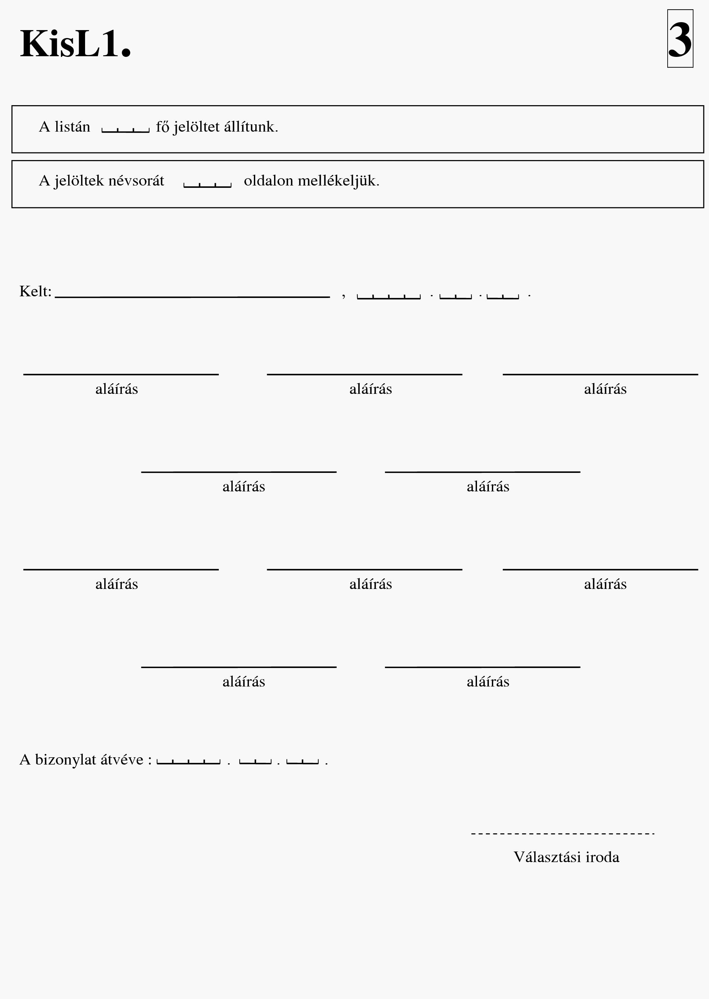 KisL1. 3
A listán fő jelöltet állítunk.
A jelöltek névsorát oldalon mellékeljük.
Kelt: , . . .
aláírás aláírás aláírás
aláírás aláírás
aláírás aláírás aláírás
aláírás aláírás
A bizonylat átvéve : . . .
Választási iroda